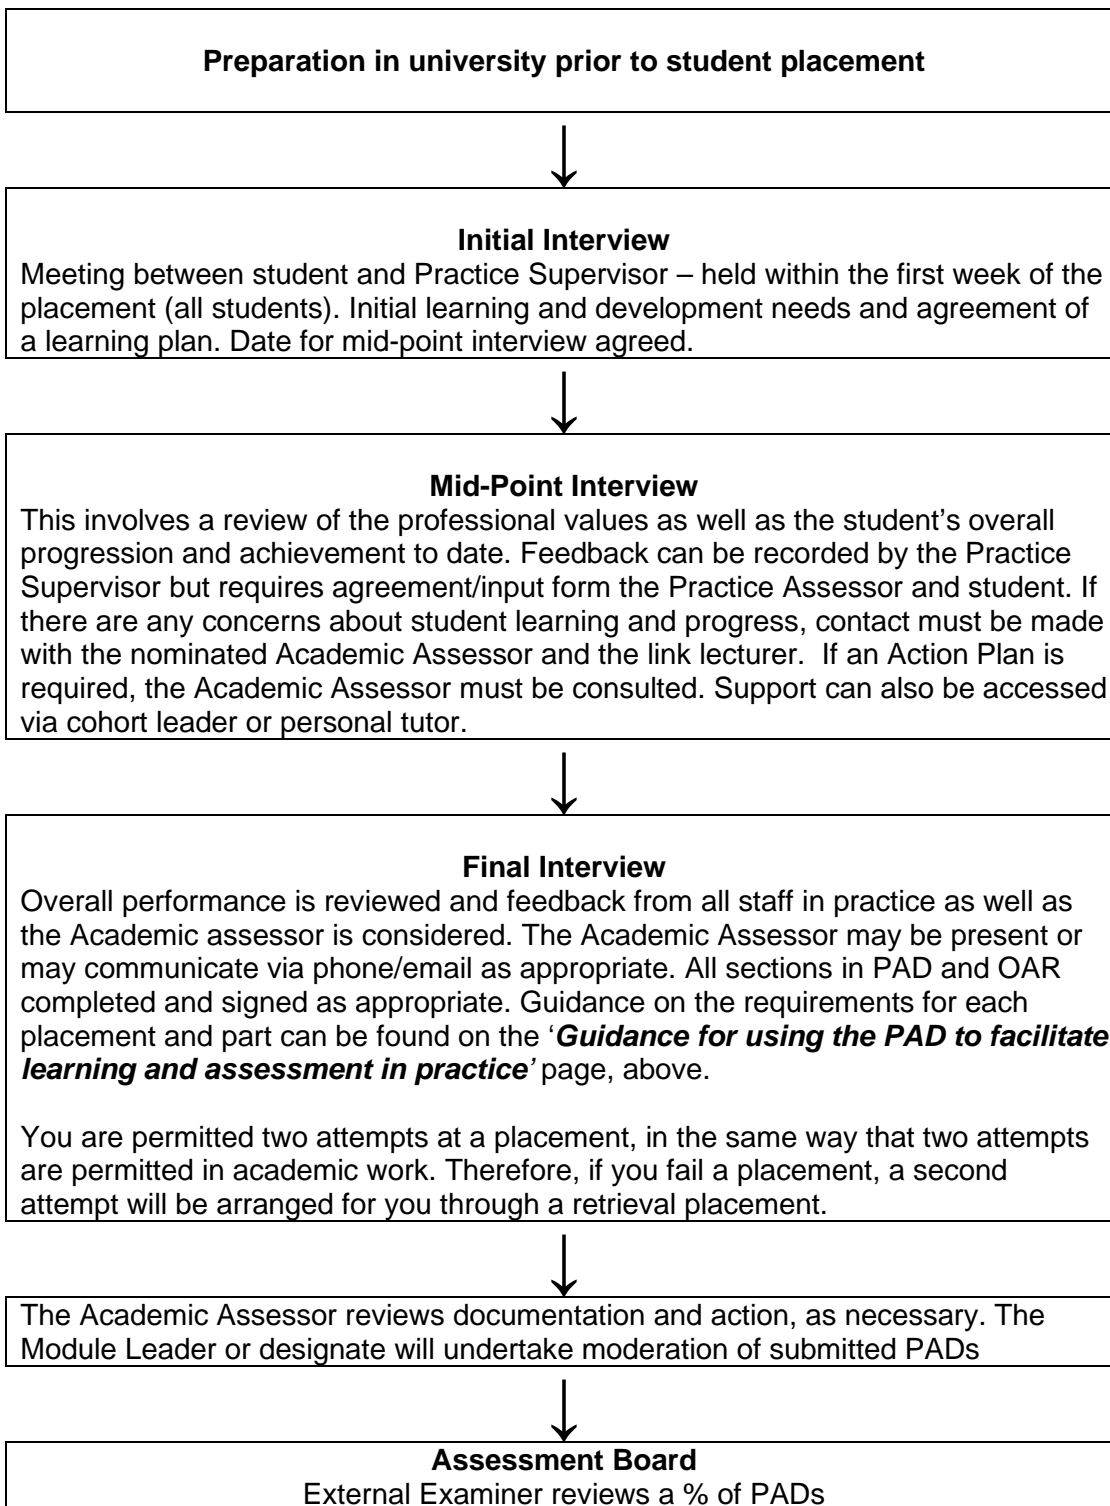 Preparation in university prior to student placement
Initial Interview
Meeting between student and Practice Supervisor – held within the first week of the
placement (all students). Initial learning and development needs and agreement of
a learning plan. Date for mid-point interview agreed.
Mid-Point Interview
This involves a review of the professional values as well as the student’s overall
progression and achievement to date. Feedback can be recorded by the Practice
Supervisor but requires agreement/input form the Practice Assessor and student. If
there are any concerns about student learning and progress, contact must be made
with the nominated Academic Assessor and the link lecturer.  If an Action Plan is
required, the Academic Assessor must be consulted. Support can also be accessed
via cohort leader or personal tutor.
Final Interview
Overall performance is reviewed and feedback from all staff in practice as well as
the Academic assessor is considered. The Academic Assessor may be present or
may communicate via phone/email as appropriate. All sections in PAD and OAR
completed and signed as appropriate. Guidance on the requirements for each
placement and part can be found on the ‘Guidance for using the PAD to facilitate
learning and assessment in practice’ page, above.
You are permitted two attempts at a placement, in the same way that two attempts
are permitted in academic work. Therefore, if you fail a placement, a second
attempt will be arranged for you through a retrieval placement.
The Academic Assessor reviews documentation and action, as necessary. The
Module Leader or designate will undertake moderation of submitted PADs
Assessment Board
External Examiner reviews a % of PADs